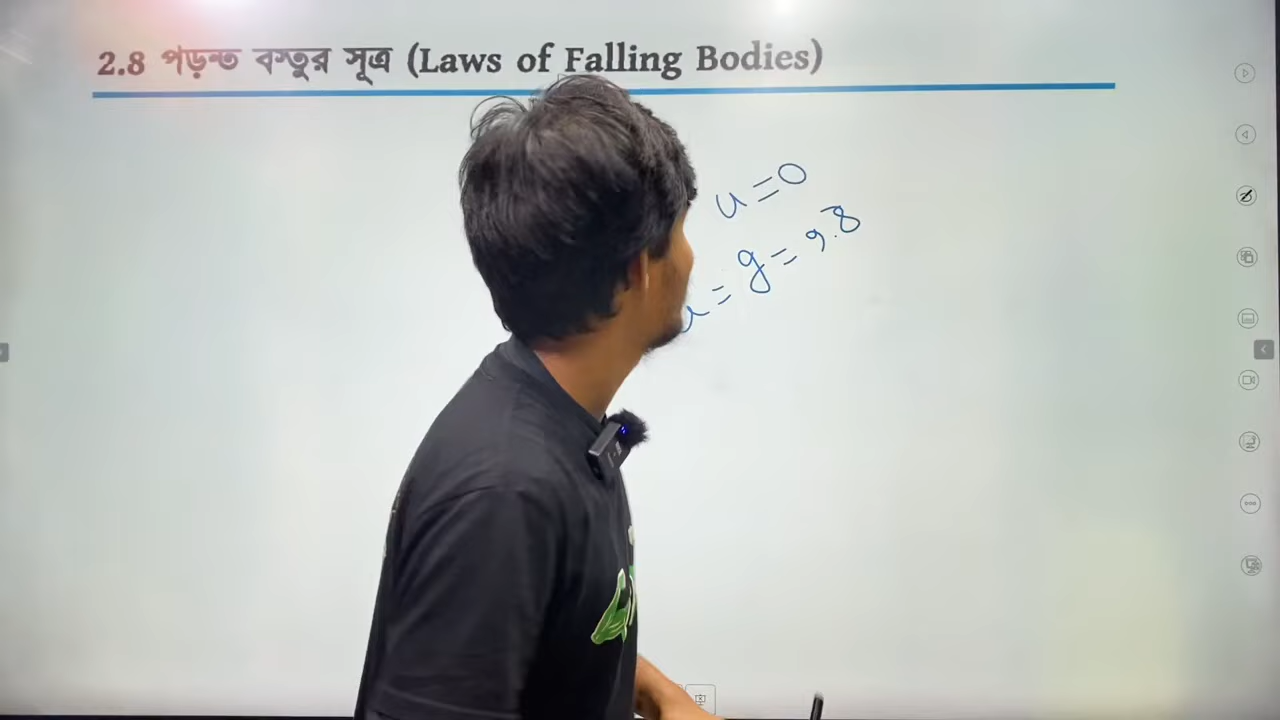 2.8 পড়ন্ত বস্তুর সূত্র (Laws of Falling Bodies)
u=0
= g = 9.8